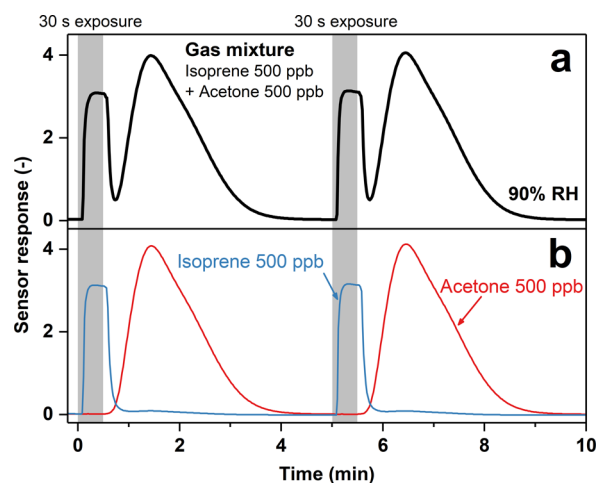 30 s exposure 30 s exposure
Gas mixture
Isoprene 500 ppb
+ Acetone 500 ppb
a
90% RH
4
2
0
b
Isoprene 500 ppb
Acetone 500 ppb
4
2
0
Sensor response (-)
0 2 4 6 8 10
Time (min)